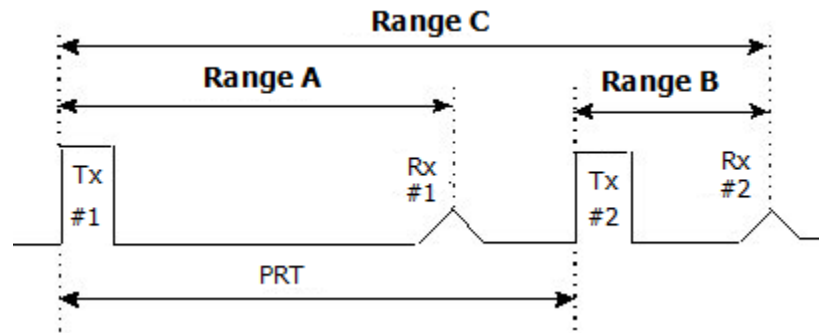 Range C
Range A
Range B
Tx
#1
Rx
#1
Tx
#2
Rx
#2
PRT